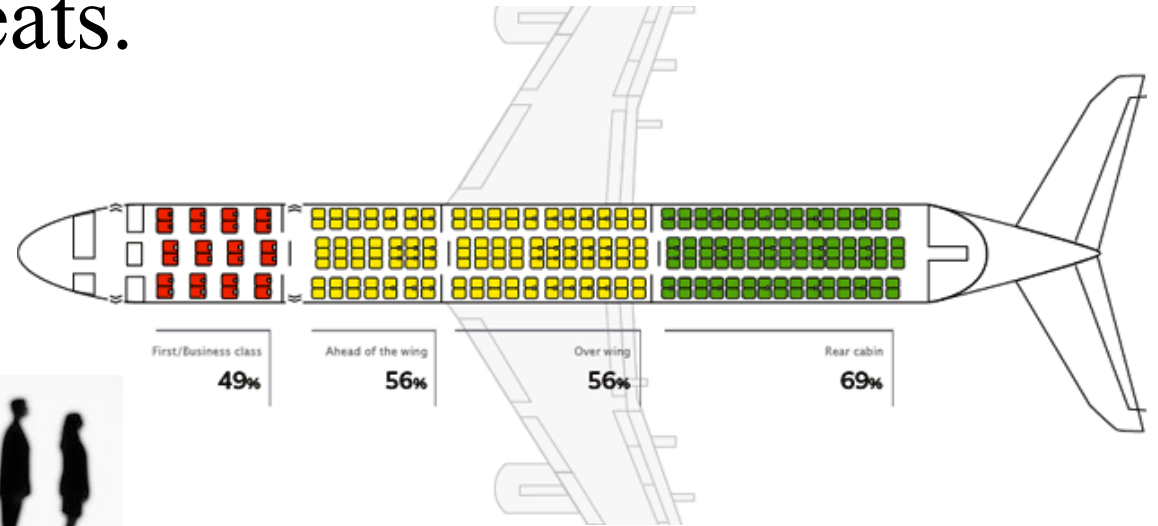 eats.
First/Business class
49%
Ahead of the wing
56%
Over wing
56%
Rear cabin
69%